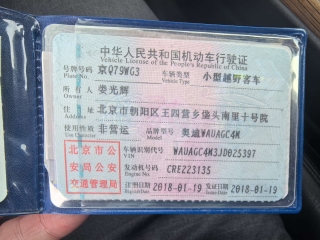 中华人民共和国机动车行驶证
Vehicle License of the People's Republic of China
号牌号码 京Q79WG3 车辆类型 小型越野客车
Plate No. Vehicle Type
所有人 娄光辉
Owner
住址 北京市朝阳区王四营乡垡头南里十号院
Address
使用性质 非营运 品牌型号 奥迪WAUAGC4M
Use Character Model
北京市公安局公安交通管理局
车辆识别代号 WAUAGC4M3JD025397
VIN
发动机号码 CREZ23135
Engine No.
注册日期 2018-01-19 发证日期 2018-01-19
Register Date Issue Date